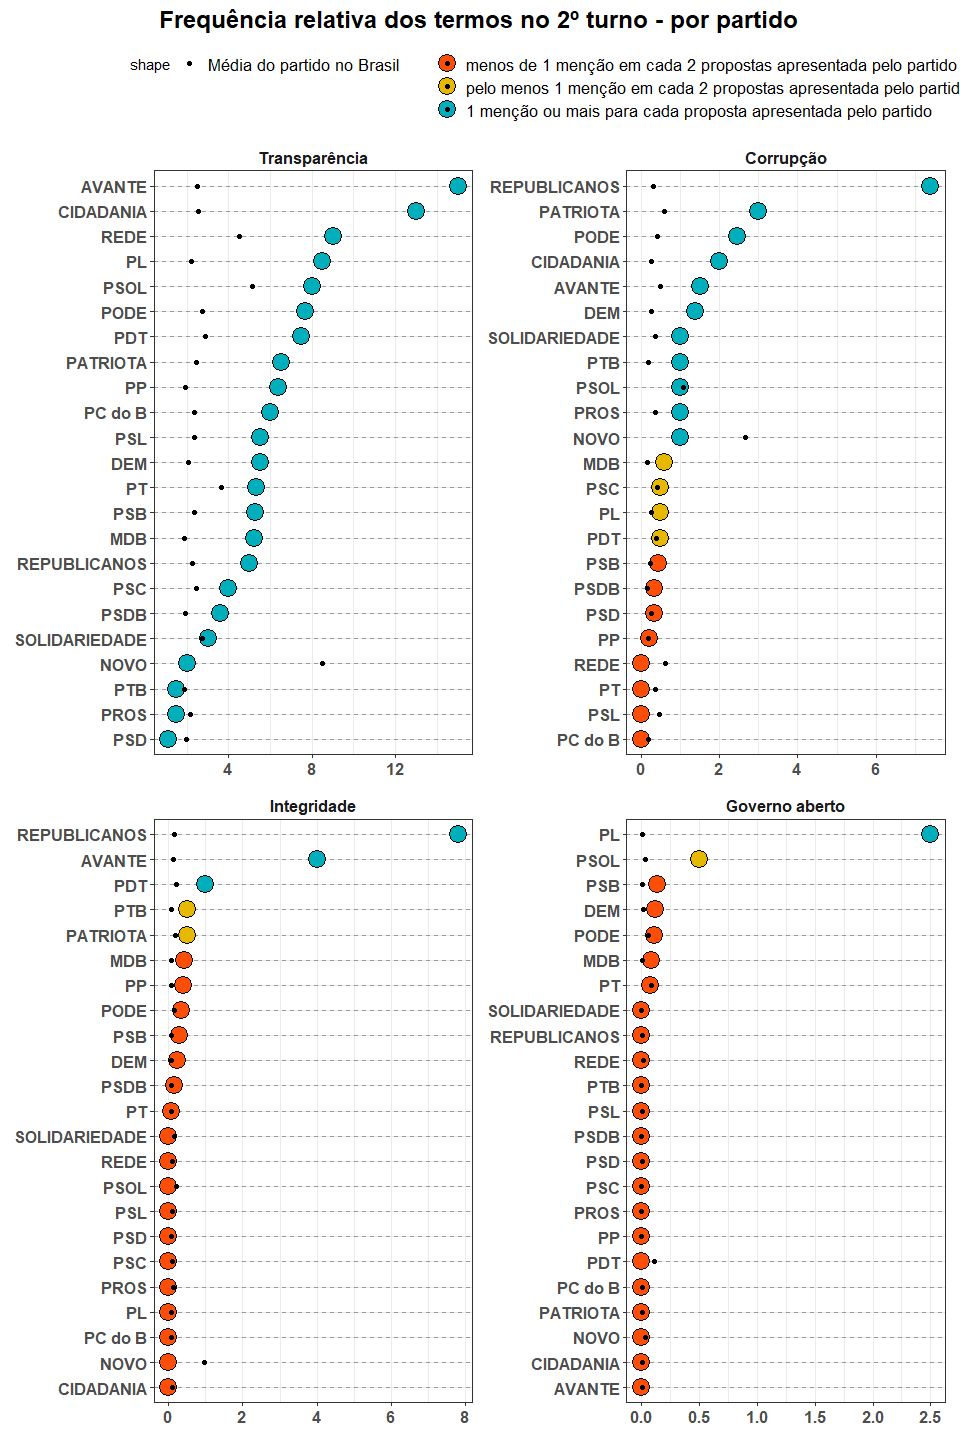 Frequência relativa dos termos no 2º turno - por partido
shape
Média do partido no Brasil
menos de 1 menção em cada 2 propostas apresentada pelo partido
pelo menos 1 menção em cada 2 propostas apresentada pelo partid
1 menção ou mais para cada proposta apresentada pelo partido
Transparência
AVANTE
CIDADANIA
REDE
PL
PSOL
PODE
PDT
PATRIOTA
PP
PC do B
PSL
DEM
PT
PSB
MDB
REPUBLICANOS
PSC
PSDB
SOLIDARIEDADE
NOVO
PTB
PROS
PSD
4 8 12
Corrupção
REPUBLICANOS
PATRIOTA
PODE
CIDADANIA
AVANTE
DEM
SOLIDARIEDADE
PTB
PSOL
PROS
NOVO
MDB
PSC
PL
PDT
PSB
PSDB
PSD
PP
REDE
PT
PSL
PC do B
0 2 4 6
Integridade
REPUBLICANOS
AVANTE
PDT
PTB
PATRIOTA
MDB
PP
PODE
PSB
DEM
PSDB
PT
SOLIDARIEDADE
REDE
PSOL
PSL
PSD
PSC
PROS
PL
PC do B
NOVO
CIDADANIA
0 2 4 6 8
Governo aberto
PL
PSOL
PSB
DEM
PODE
MDB
PT
SOLIDARIEDADE
REPUBLICANOS
REDE
PTB
PSL
PSDB
PSD
PSC
PROS
PP
PDT
PC do B
PATRIOTA
NOVO
CIDADANIA
AVANTE
0.0 0.5 1.0 1.5 2.0 2.5